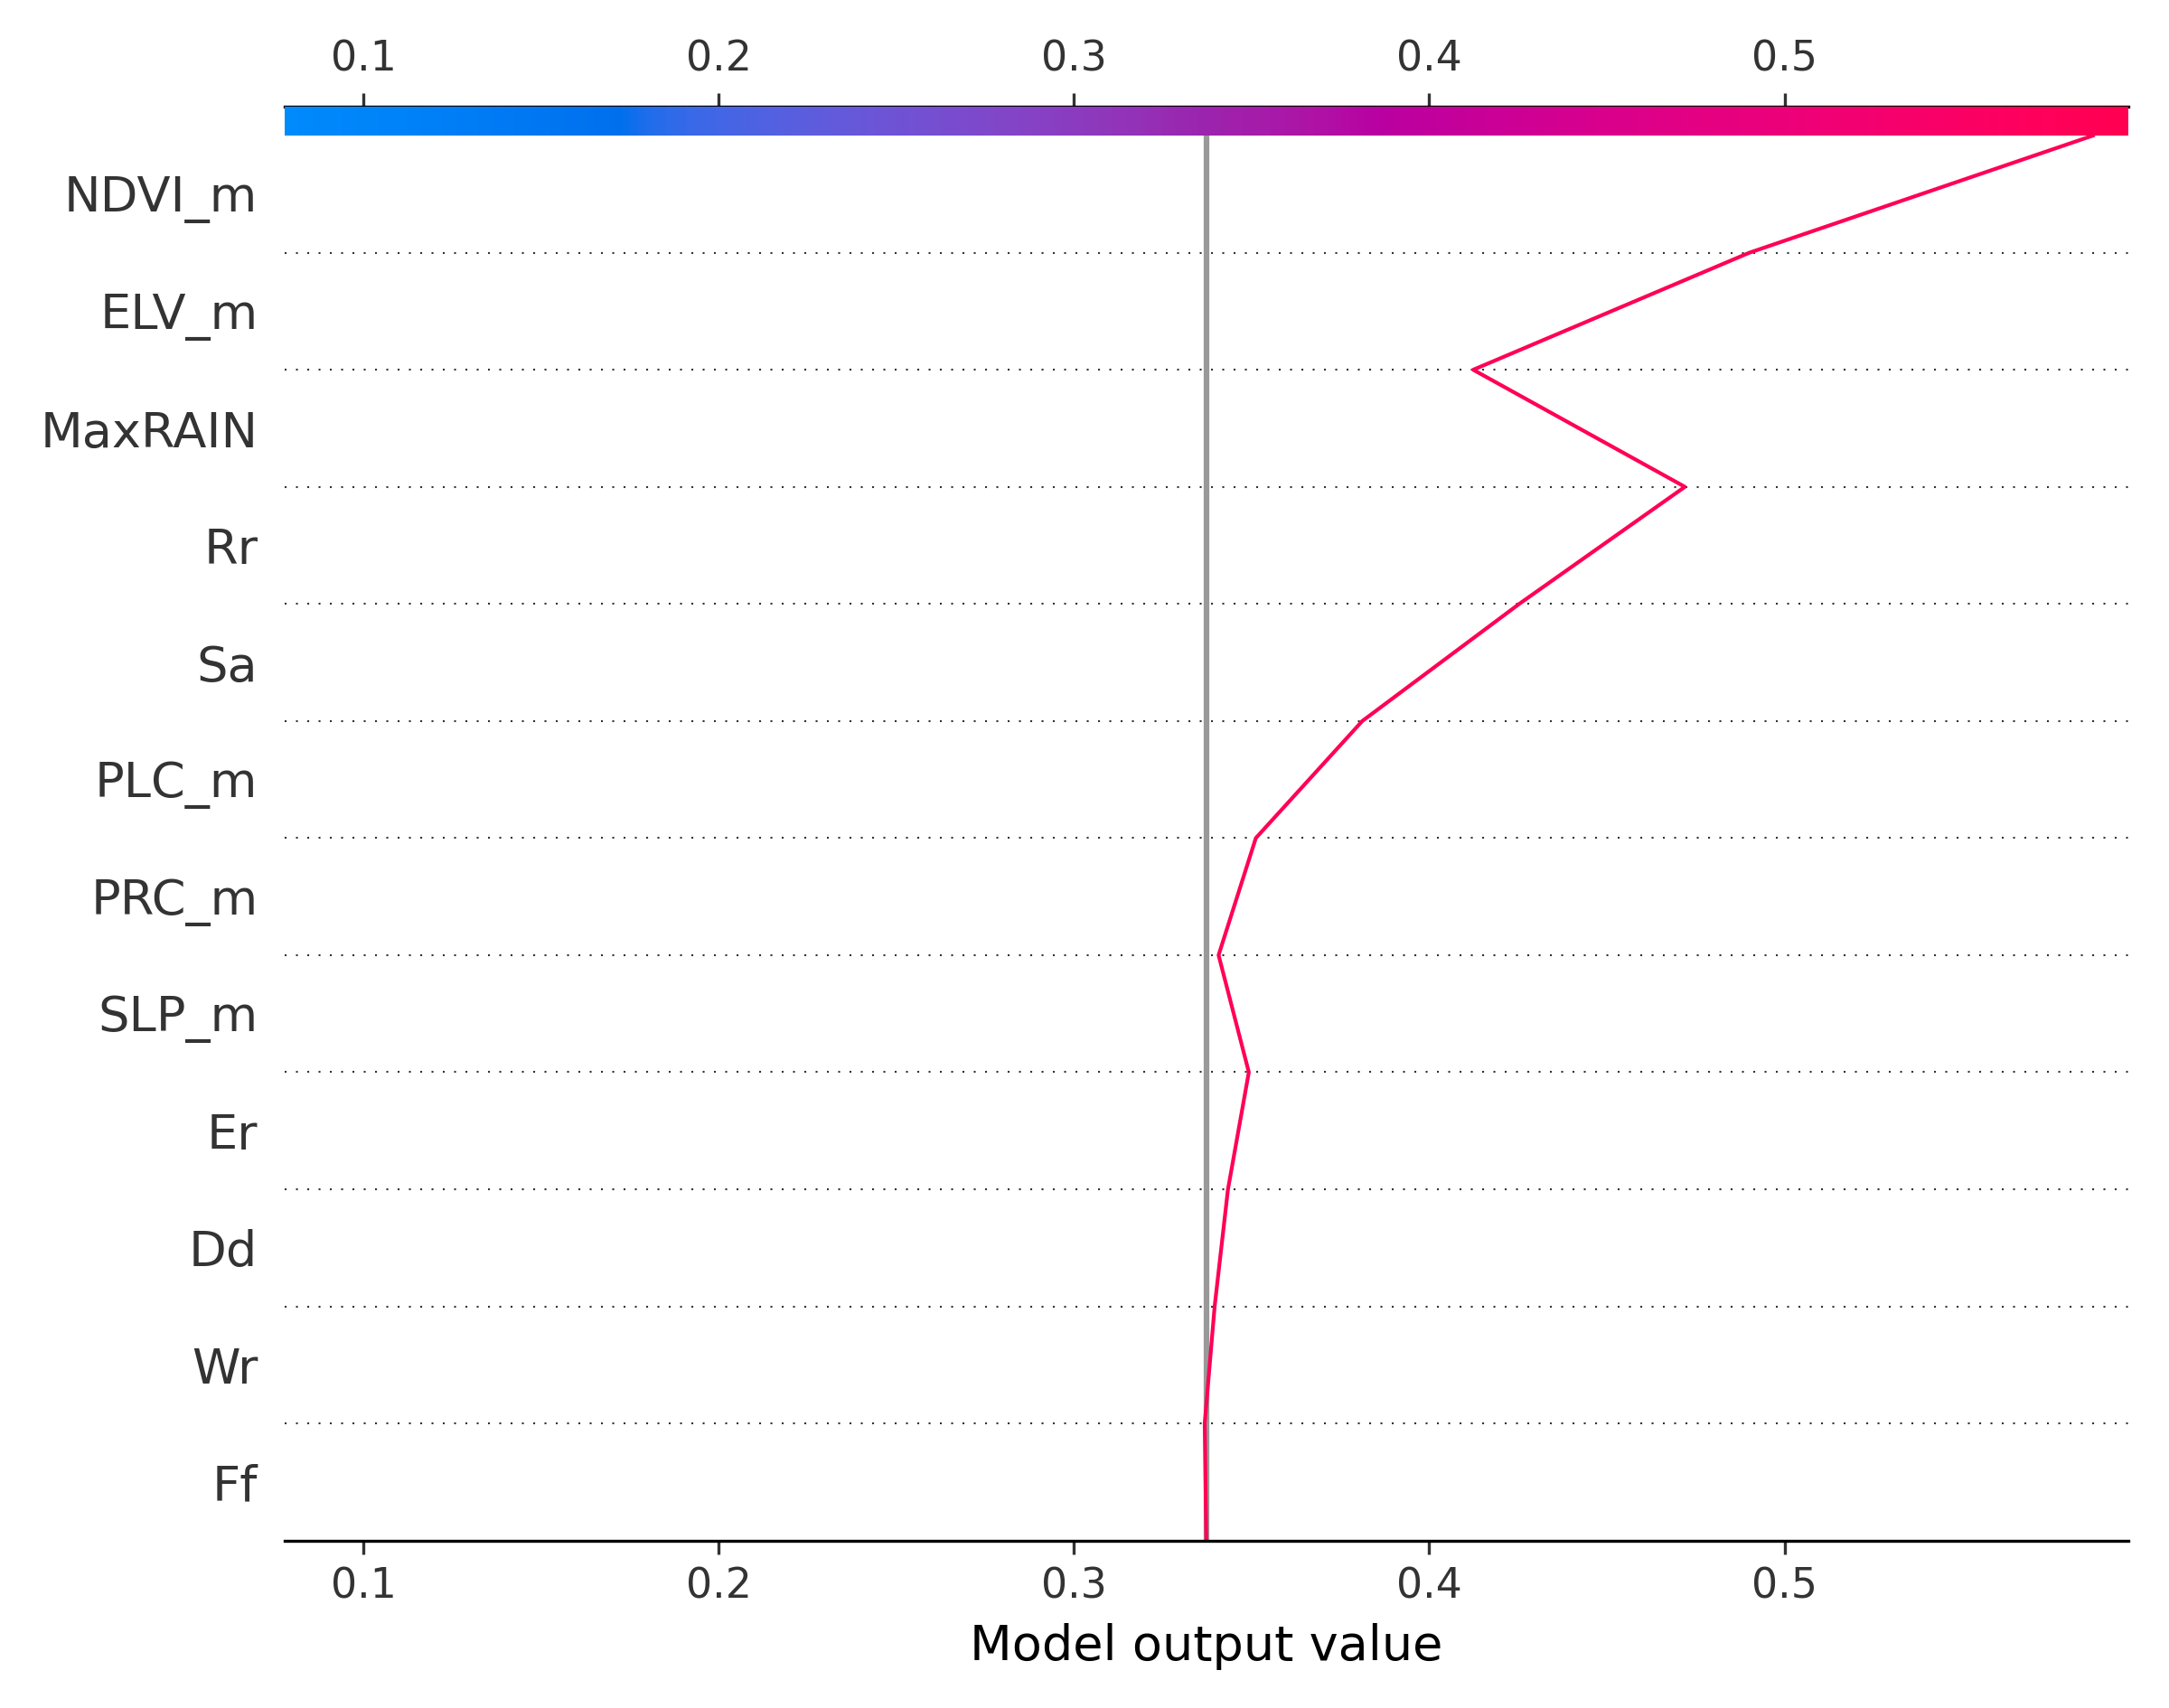 0.1 0.2 0.3 0.4 0.5
NDVI_m
ELV_m
MaxRAIN
Rr
Sa
PLC_m
PRC_m
SLP_m
Er
Dd
Wr
Ff
0.1 0.2 0.3 0.4 0.5
Model output value